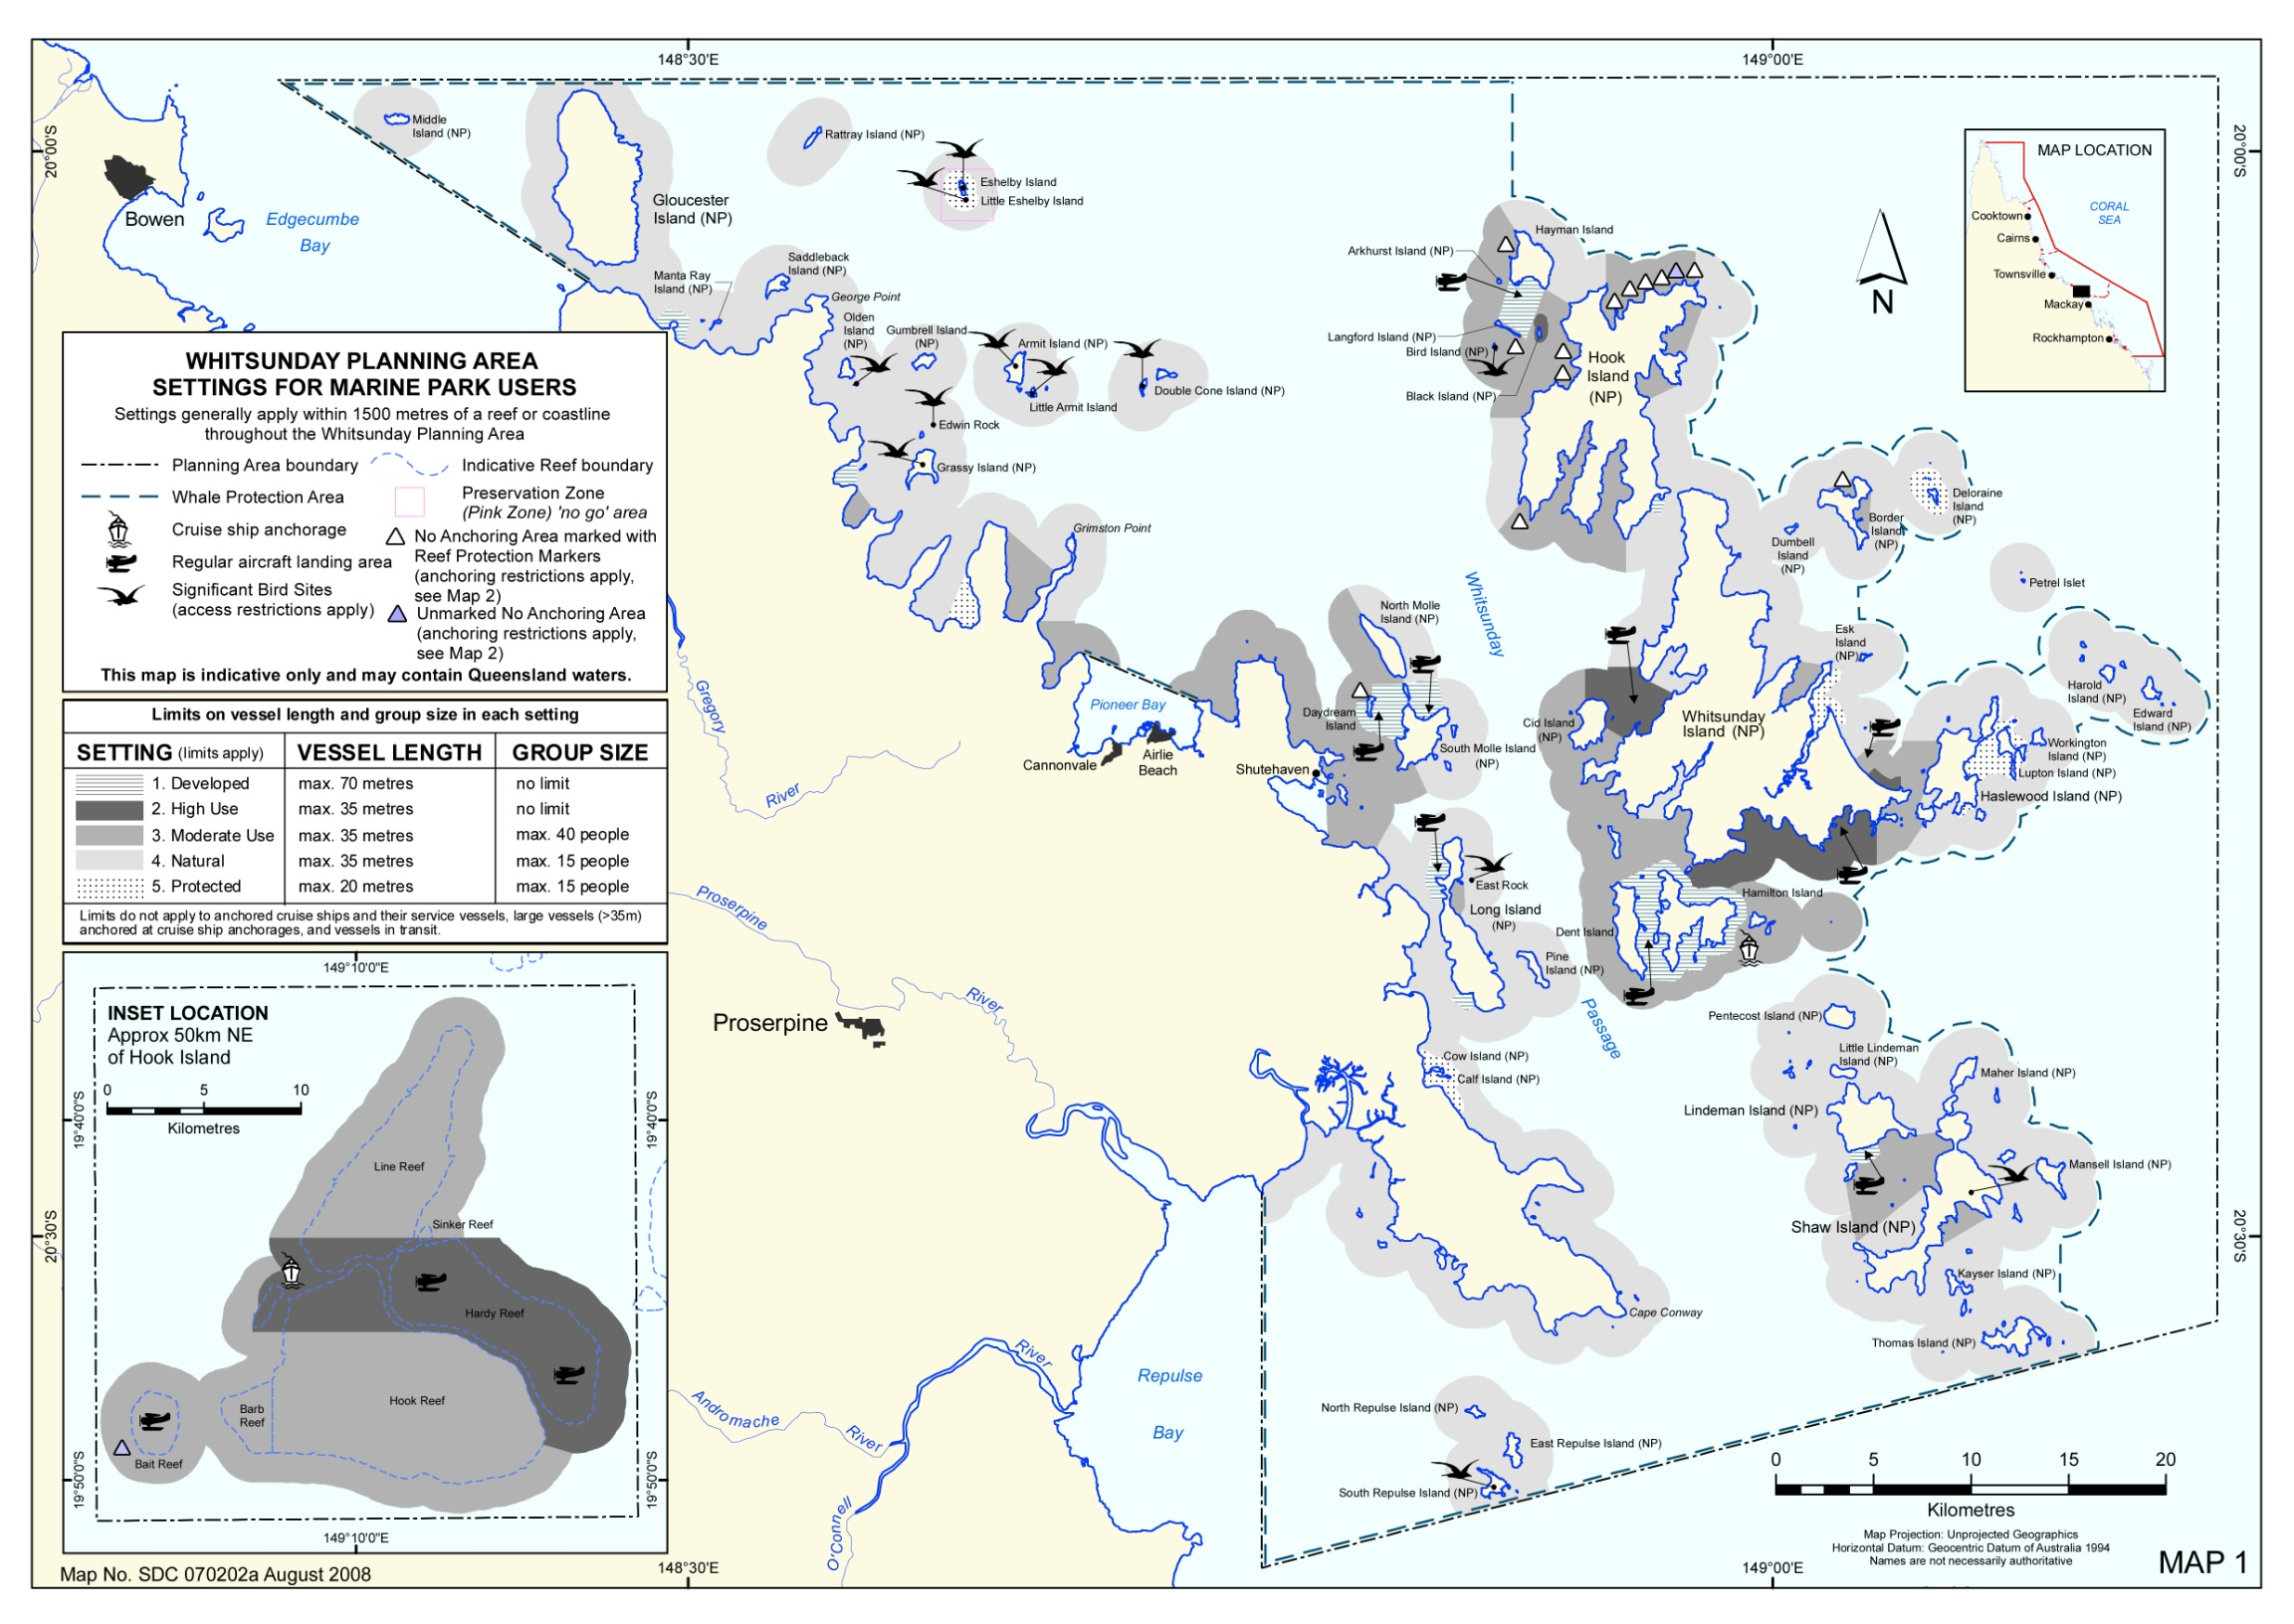 148°30'E
149°00'E
20°00'S
20°00'S
Middle
Island (NP)
Rattray Island (NP)
Eshelby Island
Little Eshelby Island
Gloucester
Island (NP)
Bowen
Edgecumbe
Bay
Saddleback
Island (NP)
Manta Ray
Island (NP)
George Point
Olden
Island
(NP)
Gumbrell Island
(NP)
Armit Island (NP)
Little Armit Island
Double Cone Island (NP)
Edwin Rock
Grassy Island (NP)
Grimston Point
Hayman Island
Arkhurst Island (NP)
Langford Island (NP)
Bird Island (NP)
Black Island (NP)
Hook
Island
(NP)
N
MAP LOCATION
CORAL
SEA
Cooktown
Cairns
Townsville
Mackay
Rockhampton
WHITSUNDAY PLANNING AREA
SETTINGS FOR MARINE PARK USERS
Settings generally apply within 1500 metres of a reef or coastline
throughout the Whitsunday Planning Area
Planning Area boundary
Indicative Reef boundary
Whale Protection Area
Preservation Zone
(Pink Zone) 'no go' area
Cruise ship anchorage
No Anchoring Area marked with
Reef Protection Markers
(anchoring restrictions apply,
see Map 2)
Regular aircraft landing area
Significant Bird Sites
(access restrictions apply)
Unmarked No Anchoring Area
(anchoring restrictions apply,
see Map 2)
This map is indicative only and may contain Queensland waters.
Limits on vessel length and group size in each setting
SETTING (limits apply) VESSEL LENGTH GROUP SIZE
1. Developed max. 70 metres no limit
2. High Use max. 35 metres no limit
3. Moderate Use max. 35 metres max. 40 people
4. Natural max. 35 metres max. 15 people
5. Protected max. 20 metres max. 15 people
Limits do not apply to anchored cruise ships and their service vessels, large vessels (>35m)
anchored at cruise ship anchorages, and vessels in transit.
Deloraine
Island
(NP)
Border
Island
(NP)
Dumbell
Island
(NP)
Petrel Islet
Whitsunday
North Molle
Island (NP)
Esk
Island
(NP)
Harold
Island (NP)
Edward
Island (NP)
Daydream
Island
South Molle Island
(NP)
Cid Island
(NP)
Whitsunday
Island (NP)
Workington
Island (NP)
Lupton Island (NP)
Haslewood Island (NP)
Gregory
River
Pioneer Bay
Cannonvale
Airlie
Beach
Shutehaven
East Rock
Long Island
(NP)
Pine
Island (NP)
Hamilton Island
Dent Island
Passage
Proserpine
River
Proserpine
Cow Island (NP)
Calf Island (NP)
Pentecost Island (NP)
Little Lindeman
Island (NP)
Maher Island (NP)
Lindeman Island (NP)
Mansell Island (NP)
Shaw Island (NP)
20°30'S
20°30'S
Kayser Island (NP)
Thomas Island (NP)
Cape Conway
Repulse
Bay
North Repulse Island (NP)
East Repulse Island (NP)
South Repulse Island (NP)
River
Andromache
River
O'Connell
149°10'0"E
INSET LOCATION
Approx 50km NE
of Hook Island
0 5 10
Kilometres
19°40'0"S
19°40'0"S
Line Reef
Sinker Reef
Hardy Reef
Hook Reef
Barb
Reef
Bait Reef
19°50'0"S
19°50'0"S
149°10'0"E
0 5 10 15 20
Kilometres
Map Projection: Unprojected Geographics
Horizontal Datum: Geocentric Datum of Australia 1994
Names are not necessarily authoritative
MAP 1
Map No. SDC 070202a August 2008
148°30'E
149°00'E